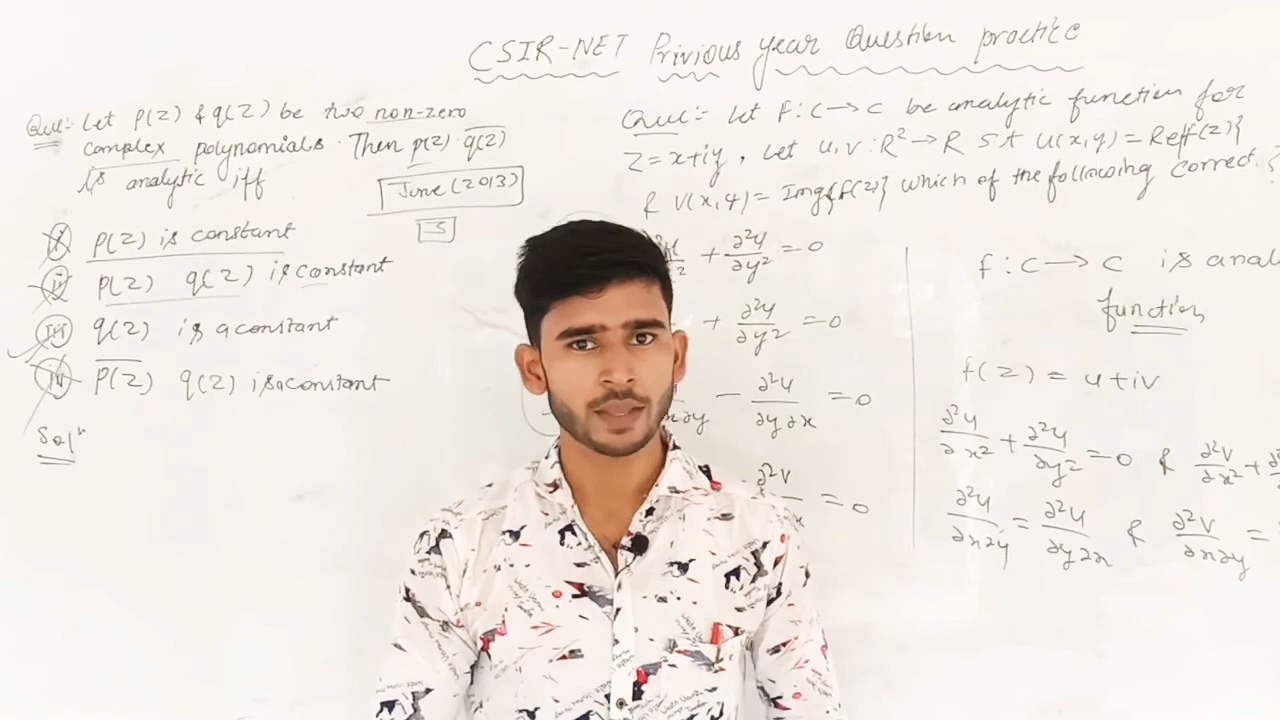 CSIR-NET Privious year Question practice
Que:- Let P(Z) & q(Z) be two non-zero
complex polynomials. Then p(z). \overline{q(z)}
is analytic iff
June (2013)
(i) P(Z) is constant
(ii) P(Z) q(Z) is constant
(iii) q(Z) is a constant
(iv) \overline{P(Z)} q(Z) is a constant
Solⁿ
Que:- Let f: C→C be analytic function for
Z=x+iy, Let u,v: R²→R s.t u(x,y) = Re{f(z)}
& v(x,y) = Img{f(z)} which of the following correct.?
+ ∂²u/∂y² = 0
+ ∂²u/∂y² = 0
- ∂²u/∂y∂x = 0
∂²v = 0
f: C→C is
function
f(z) = u+iv
∂²u/∂x² + ∂²u/∂y² = 0 & ∂²v/∂x² +
∂²u/∂x∂y = ∂²u/∂y∂x & ∂²v/∂x∂y =